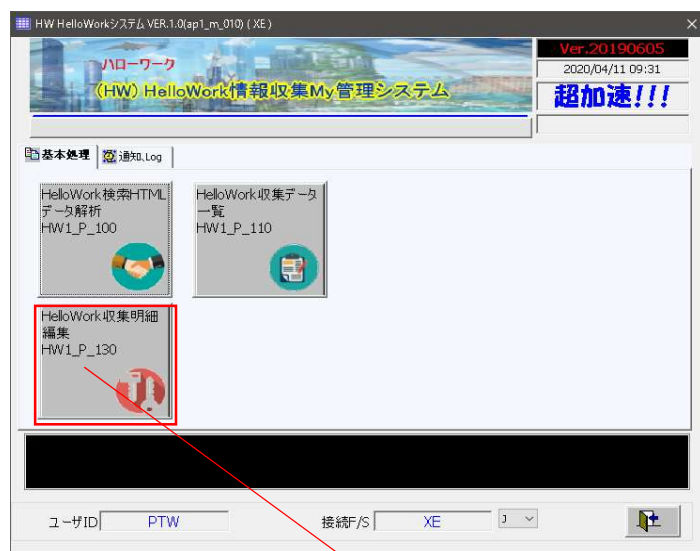 HW HelloWorkシステム VER.1.0(ap1_m_010) ( XE )
ハローワーク
(HW) HelloWork情報収集My管理システム
Ver.20190605
2020/04/11 09:31
超加速!!!
基本処理
通知,Log
HelloWork検索HTML
データ解析
HW1_P_100
HelloWork収集データ
一覧
HW1_P_110
HelloWork収集明細
編集
HW1_P_130
ユーザID PTW 接続F/S XE J